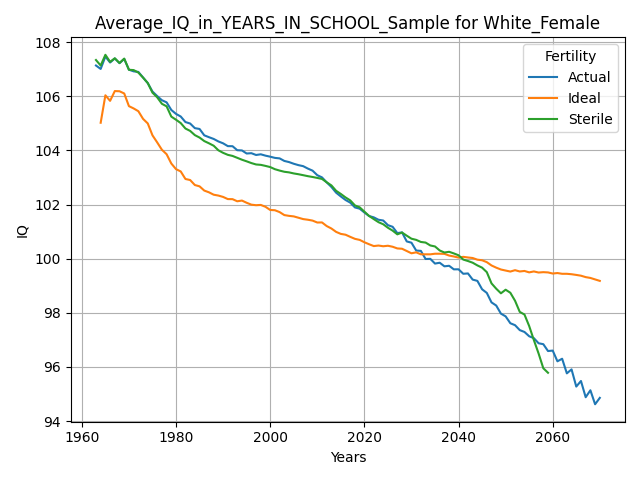 Average_IQ_in_YEARS_IN_SCHOOL_Sample for White_Female
108
106
104
102
100
98
96
94
IQ
Fertility
Actual
Ideal
Sterile
1960
1980
2000
2020
2040
2060
Years